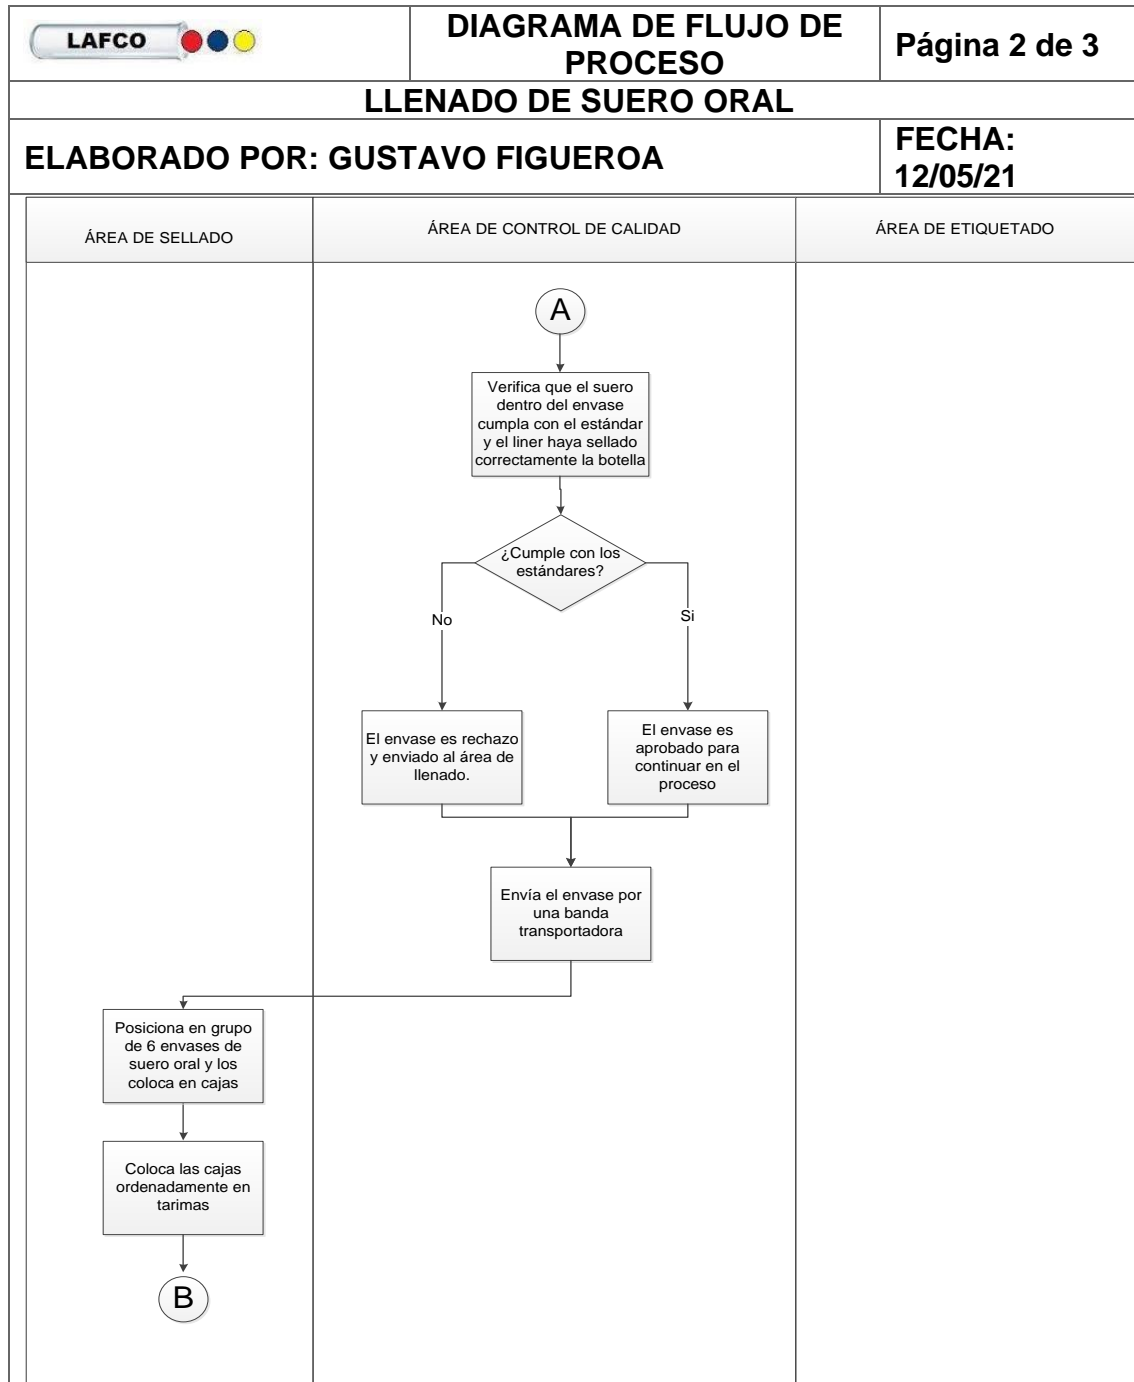 LAFCO
DIAGRAMA DE FLUJO DE
PROCESO
Página 2 de 3
LLENADO DE SUERO ORAL
ELABORADO POR: GUSTAVO FIGUEROA
FECHA:
12/05/21
ÁREA DE SELLADO
ÁREA DE CONTROL DE CALIDAD
ÁREA DE ETIQUETADO
A
Verifica que el suero
dentro del envase
cumpla con el estándar
y el liner haya sellado
correctamente la botella
¿Cumple con los
estándares?
No
Si
El envase es rechazo
y enviado al área de
llenado.
El envase es
aprobado para
continuar en el
proceso
Envía el envase por
una banda
transportadora
Posiciona en grupo
de 6 envases de
suero oral y los
coloca en cajas
Coloca las cajas
ordenadamente en
tarimas
B